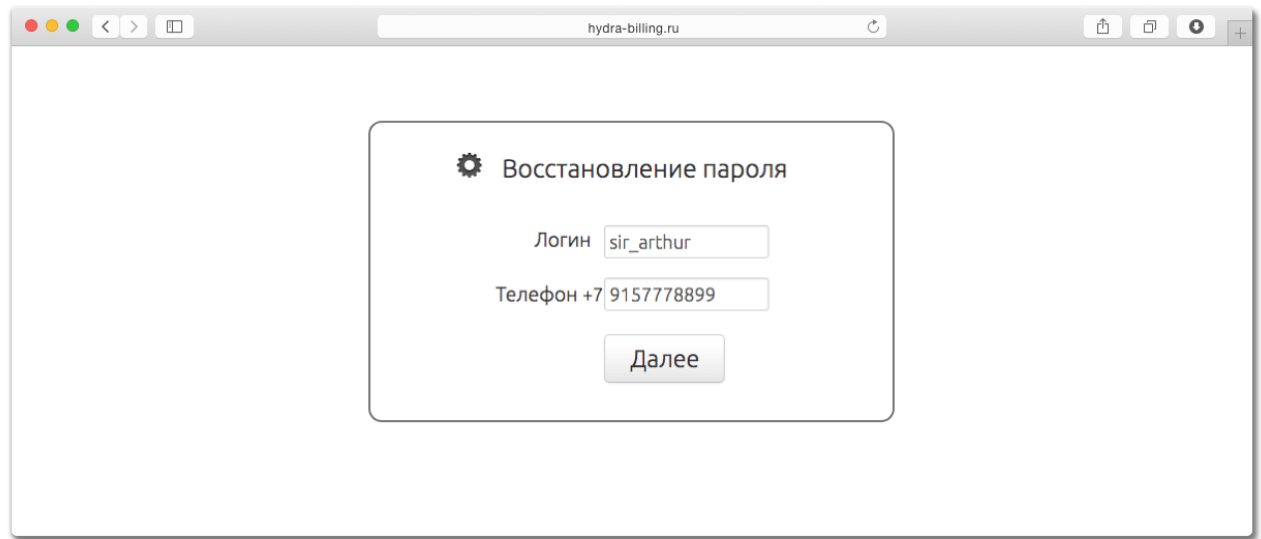 hydra-billing.ru
Восстановление пароля
Логин sir_arthur
Телефон +7 9157778899
Далее